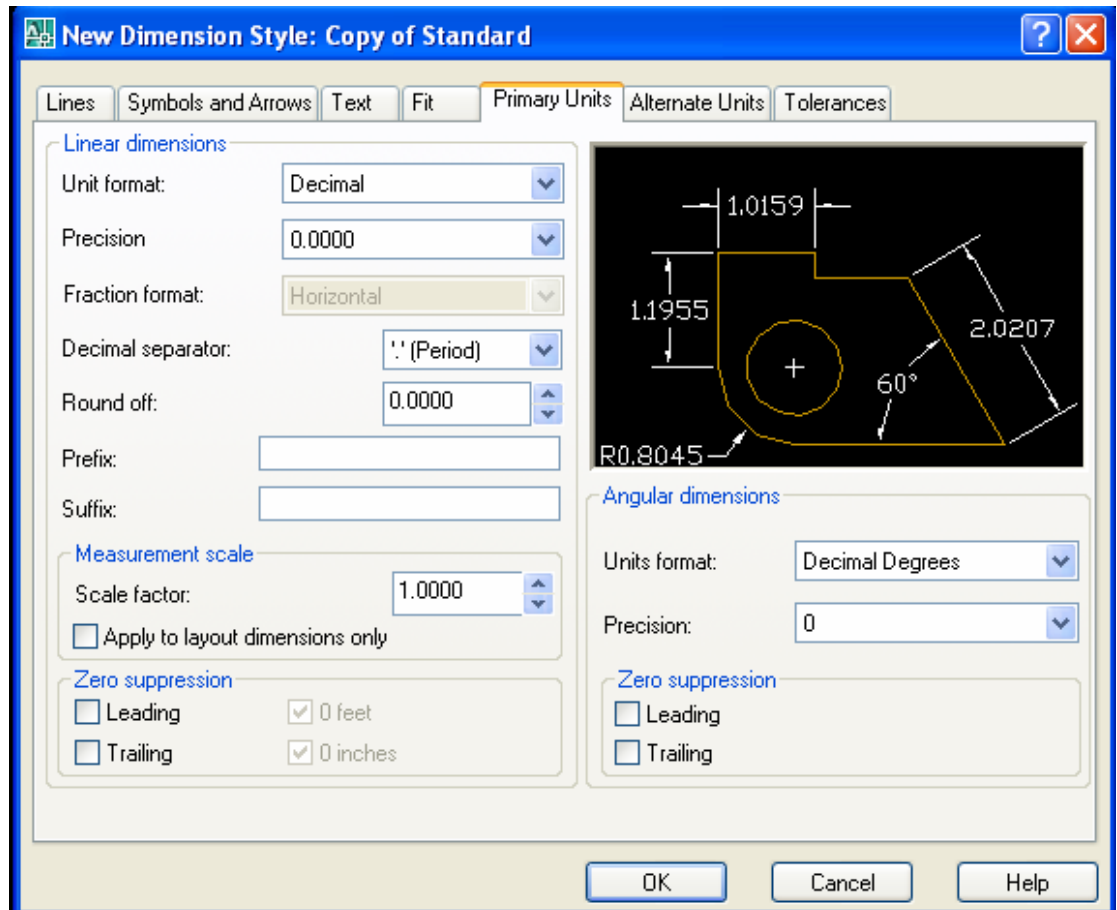 New Dimension Style: Copy of Standard
Lines
Symbols and Arrows
Text
Fit
Primary Units
Alternate Units
Tolerances
Linear dimensions
Unit format:
Decimal
Precision
0.0000
Fraction format:
Horizontal
Decimal separator:
'.' (Period)
Round off:
0.0000
Prefix:
Suffix:
Measurement scale
Scale factor:
1.0000
Apply to layout dimensions only
Zero suppression
Leading
0 feet
Trailing
0 inches
1.0159
1.1955
2.0207
60°
R0.8045
Angular dimensions
Units format:
Decimal Degrees
Precision:
0
Zero suppression
Leading
Trailing
OK
Cancel
Help